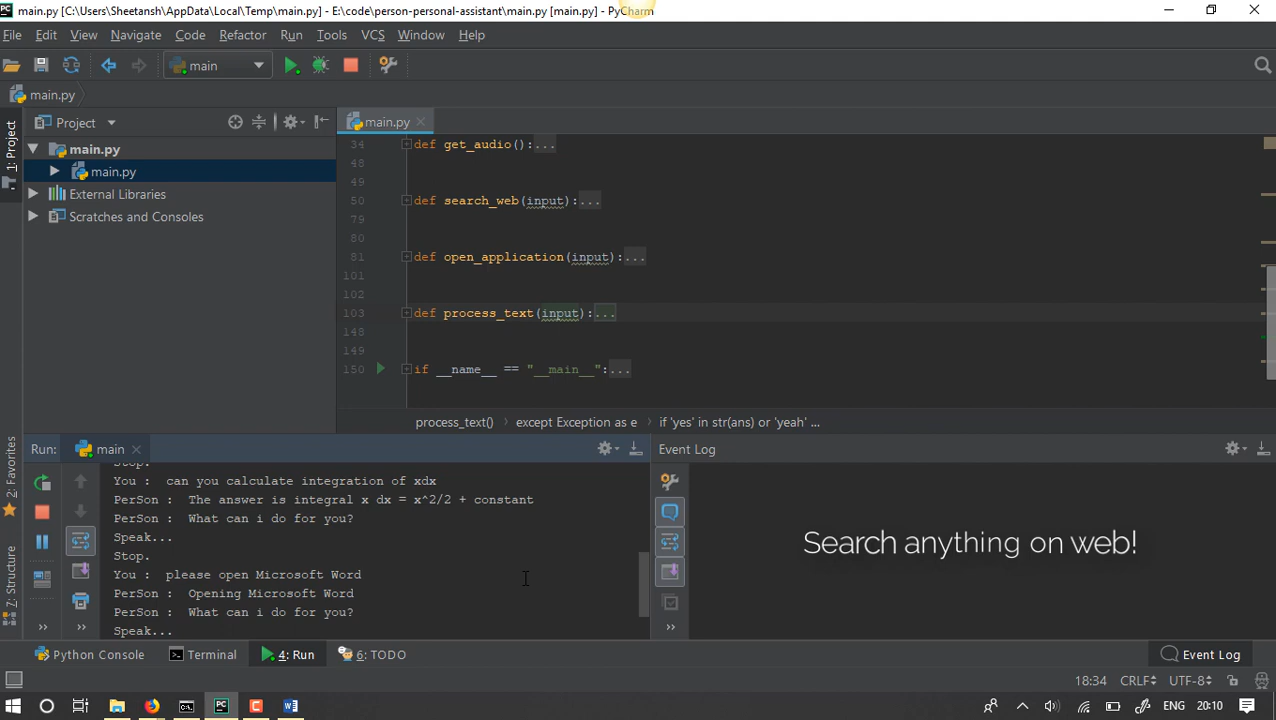 main.py [C:\Users\Sheetansh\AppData\Local\Temp\main.py] - E:\code\person-personal-assistant\main.py [main.py] - PyCharm
File Edit View Navigate Code Refactor Run Tools VCS Window Help
main
main.py
1: Project
Project
main.py
main.py
main.py
External Libraries
Scratches and Consoles
34 def get_audio():...
48
49
50 def search_web(input):...
79
80
81 def open_application(input):...
101
102
103 def process_text(input):...
148
149
150 if __name__ == "__main__":...
process_text() except Exception as e if 'yes' in str(ans) or 'yeah' ...
2: Favorites
7: Structure
Run: main
Stop.
You : can you calculate integration of xdx
PerSon : The answer is integral x dx = x^2/2 + constant
PerSon : What can i do for you?
Speak...
Stop.
You : please open Microsoft Word
PerSon : Opening Microsoft Word
PerSon : What can i do for you?
Speak...
Event Log
Search anything on web!
Python Console Terminal 4: Run 6: TODO Event Log
18:34 CRLF UTF-8
ENG 20:10